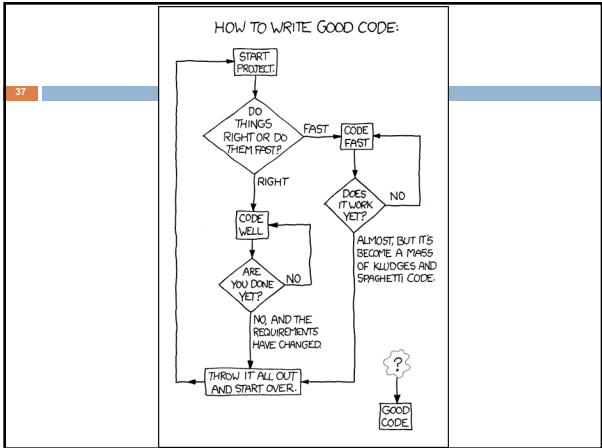 HOW TO WRITE GOOD CODE:
START
PROJECT.
37
DO
THINGS
RIGHT OR DO
THEM FAST?
FAST
CODE
FAST
RIGHT
DOES
IT WORK
YET?
NO
CODE
WELL
ALMOST, BUT IT'S
BECOME A MASS
OF KLUDGES AND
SPAGHETTI CODE.
ARE
YOU DONE
YET?
NO
NO, AND THE
REQUIREMENTS
HAVE CHANGED.
THROW IT ALL OUT
AND START OVER.
?
GOOD
CODE